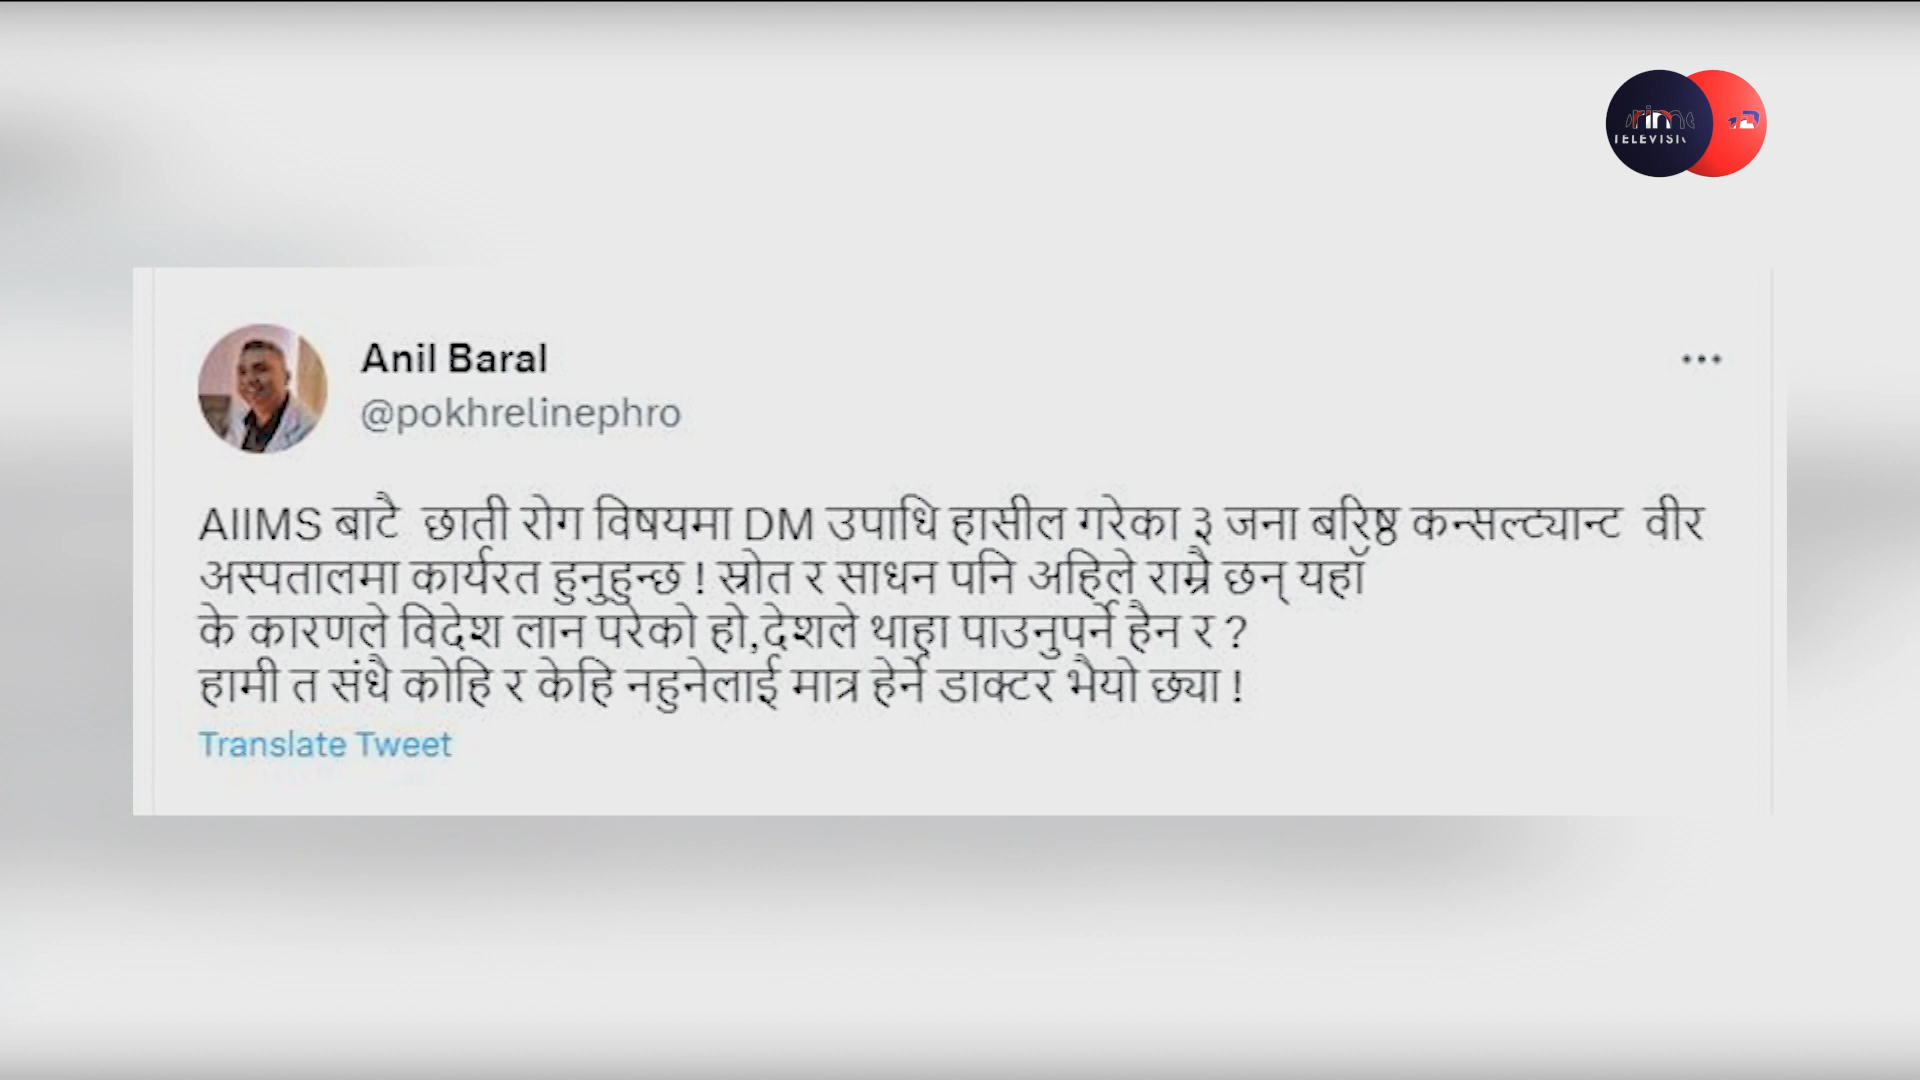 TELEVISI
Anil Baral
@pokhrelinephro
AIIMS बाटै छाती रोग विषयमा DM उपाधि हासील गरेका ३ जना बरिष्ठ कन्सल्ट्यान्ट वीर
अस्पतालमा कार्यरत हुनुहुन्छ ! स्रोत र साधन पनि अहिले राम्रै छन् यहाॅ
के कारणले विदेश लान परेको हो,देशले थाहा पाउनुपर्ने हैन र ?
हामी त संधै कोहि र केहि नहुनेलाई मात्र हेर्ने डाक्टर भैयो छ्या !
Translate Tweet